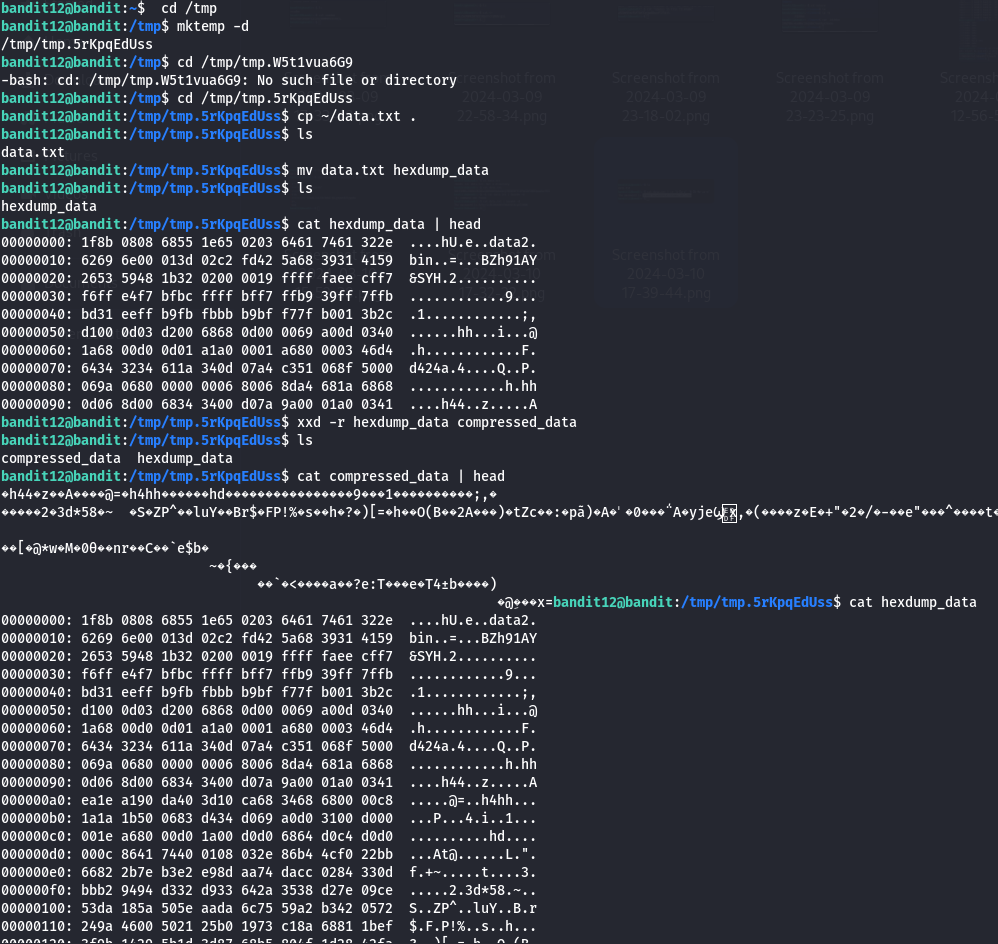 bandit12@bandit:~$  cd /tmp
bandit12@bandit:/tmp$ mktemp -d
/tmp/tmp.5rKpqEdUss
bandit12@bandit:/tmp$ cd /tmp/tmp.W5t1vua6G9
-bash: cd: /tmp/tmp.W5t1vua6G9: No such file or directory
bandit12@bandit:/tmp$ cd /tmp/tmp.5rKpqEdUss
bandit12@bandit:/tmp/tmp.5rKpqEdUss$ cp ~/data.txt .
bandit12@bandit:/tmp/tmp.5rKpqEdUss$ ls
data.txt
bandit12@bandit:/tmp/tmp.5rKpqEdUss$ mv data.txt hexdump_data
bandit12@bandit:/tmp/tmp.5rKpqEdUss$ ls
hexdump_data
bandit12@bandit:/tmp/tmp.5rKpqEdUss$ cat hexdump_data | head
00000000: 1f8b 0808 6855 1e65 0203 6461 7461 322e  ....hU.e..data2.
00000010: 6269 6e00 013d 02c2 fd42 5a68 3931 4159  bin..=...BZh91AY
00000020: 2653 5948 1b32 0200 0019 ffff faee cff7  &SYH.2..........
00000030: f6ff e4f7 bfbc ffff bff7 ffb9 39ff 7ffb  ............9...
00000040: bd31 eeff b9fb fbbb b9bf f77f b001 3b2c  .1............;,
00000050: d100 0d03 d200 6868 0d00 0069 a00d 0340  ......hh...i...@
00000060: 1a68 00d0 0d01 a1a0 0001 a680 0003 46d4  .h............F.
00000070: 6434 3234 611a 340d 07a4 c351 068f 5000  d424a.4....Q..P.
00000080: 069a 0680 0000 0006 8006 8da4 681a 6868  ............h.hh
00000090: 0d06 8d00 6834 3400 d07a 9a00 01a0 0341  ....h44..z.....A
bandit12@bandit:/tmp/tmp.5rKpqEdUss$ xxd -r hexdump_data compressed_data
bandit12@bandit:/tmp/tmp.5rKpqEdUss$ ls
compressed_data  hexdump_data
bandit12@bandit:/tmp/tmp.5rKpqEdUss$ cat compressed_data | head
bandit12@bandit:/tmp/tmp.5rKpqEdUss$ cat hexdump_data
00000000: 1f8b 0808 6855 1e65 0203 6461 7461 322e  ....hU.e..data2.
00000010: 6269 6e00 013d 02c2 fd42 5a68 3931 4159  bin..=...BZh91AY
00000020: 2653 5948 1b32 0200 0019 ffff faee cff7  &SYH.2..........
00000030: f6ff e4f7 bfbc ffff bff7 ffb9 39ff 7ffb  ............9...
00000040: bd31 eeff b9fb fbbb b9bf f77f b001 3b2c  .1............;,
00000050: d100 0d03 d200 6868 0d00 0069 a00d 0340  ......hh...i...@
00000060: 1a68 00d0 0d01 a1a0 0001 a680 0003 46d4  .h............F.
00000070: 6434 3234 611a 340d 07a4 c351 068f 5000  d424a.4....Q..P.
00000080: 069a 0680 0000 0006 8006 8da4 681a 6868  ............h.hh
00000090: 0d06 8d00 6834 3400 d07a 9a00 01a0 0341  ....h44..z.....A
000000a0: ea1e a190 da40 3d10 ca68 3468 6800 00c8  .....@=..h4hh...
000000b0: 1a1a 1b50 0683 d434 d069 a0d0 3100 d000  ...P...4.i..1...
000000c0: 001e a680 00d0 1a00 d0d0 6864 d0c4 d0d0  ..........hd....
000000d0: 000c 8641 7440 0108 032e 86b4 4cf0 22bb  ...At@......L.".
000000e0: 6682 2b7e b3e2 e98d aa74 dacc 0284 330d  f.+~.....t....3.
000000f0: bbb2 9494 d332 d933 642a 3538 d27e 09ce  .....2.3d*58.~..
00000100: 53da 185a 505e aada 6c75 59a2 b342 0572  S..ZP^..luY..B.r
00000110: 249a 4600 5021 25b0 1973 c18a 6881 1bef  $.F.P!%..s..h...